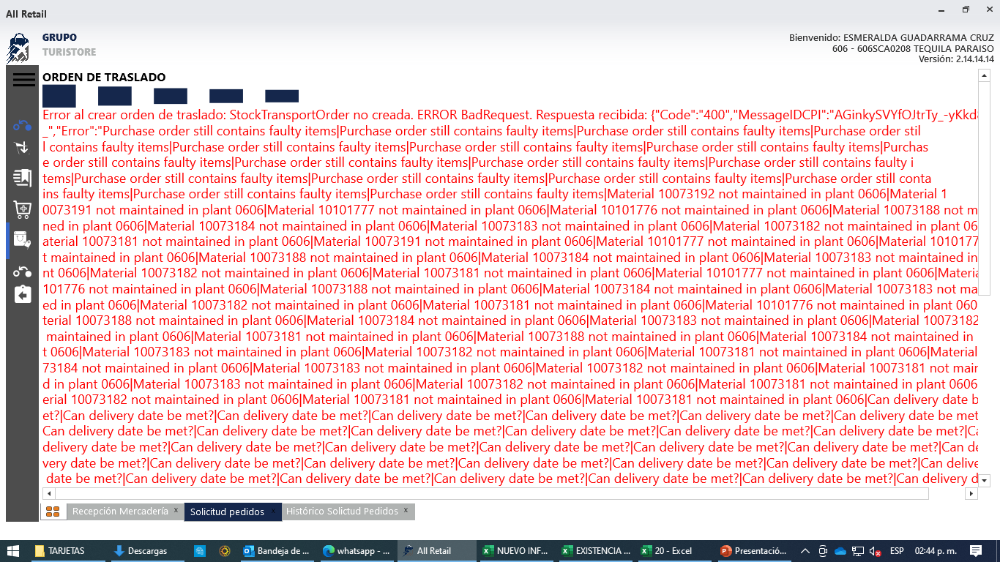 All Retail
GRUPO
TURISTORE
Bienvenido: ESMERALDA GUADARRAMA CRUZ
606 - 606SCA0208 TEQUILA PARAISO
Versión: 2.14.14.14
ORDEN DE TRASLADO
Error al crear orden de traslado: StockTransportOrder no creada. ERROR BadRequest. Respuesta recibida: {"Code":"400","MessageIDCPI":"AGinkySVYfOJtrTy_-yKkd
_","Error":"Purchase order still contains faulty items|Purchase order still contains faulty items|Purchase order still contains faulty items|Purchase order stil
l contains faulty items|Purchase order still contains faulty items|Purchase order still contains faulty items|Purchase order still contains faulty items|Purchas
e order still contains faulty items|Purchase order still contains faulty items|Purchase order still contains faulty items|Purchase order still contains faulty i
tems|Purchase order still contains faulty items|Purchase order still contains faulty items|Purchase order still contains faulty items|Purchase order still conta
ins faulty items|Purchase order still contains faulty items|Purchase order still contains faulty items|Material 10073192 not maintained in plant 0606|Material 1
0073191 not maintained in plant 0606|Material 10101777 not maintained in plant 0606|Material 10101776 not maintained in plant 0606|Material 10073188 not m
ned in plant 0606|Material 10073184 not maintained in plant 0606|Material 10073183 not maintained in plant 0606|Material 10073182 not maintained in plant 06
aterial 10073181 not maintained in plant 0606|Material 10073191 not maintained in plant 0606|Material 10101777 not maintained in plant 0606|Material 1010177
t maintained in plant 0606|Material 10073188 not maintained in plant 0606|Material 10073184 not maintained in plant 0606|Material 10073183 not maintained in
nt 0606|Material 10073182 not maintained in plant 0606|Material 10073181 not maintained in plant 0606|Material 10101777 not maintained in plant 0606|Materia
101776 not maintained in plant 0606|Material 10073188 not maintained in plant 0606|Material 10073184 not maintained in plant 0606|Material 10073183 not ma
ed in plant 0606|Material 10073182 not maintained in plant 0606|Material 10073181 not maintained in plant 0606|Material 10101776 not maintained in plant 060
terial 10073188 not maintained in plant 0606|Material 10073184 not maintained in plant 0606|Material 10073183 not maintained in plant 0606|Material 10073182
maintained in plant 0606|Material 10073181 not maintained in plant 0606|Material 10073188 not maintained in plant 0606|Material 10073184 not maintained in
t 0606|Material 10073183 not maintained in plant 0606|Material 10073182 not maintained in plant 0606|Material 10073181 not maintained in plant 0606|Material
73184 not maintained in plant 0606|Material 10073183 not maintained in plant 0606|Material 10073182 not maintained in plant 0606|Material 10073181 not main
d in plant 0606|Material 10073183 not maintained in plant 0606|Material 10073182 not maintained in plant 0606|Material 10073181 not maintained in plant 0606
erial 10073182 not maintained in plant 0606|Material 10073181 not maintained in plant 0606|Material 10073181 not maintained in plant 0606|Can delivery date b
et?|Can delivery date be met?|Can delivery date be met?|Can delivery date be met?|Can delivery date be met?|Can delivery date be met?|Can delivery date be met
Can delivery date be met?|Can delivery date be met?|Can delivery date be met?|Can delivery date be met?|Can delivery date be met?|Can delivery date be met?|Ca
delivery date be met?|Can delivery date be met?|Can delivery date be met?|Can delivery date be met?|Can delivery date be met?|Can delivery date be met?|Can de
very date be met?|Can delivery date be met?|Can delivery date be met?|Can delivery date be met?|Can delivery date be met?|Can delivery date be met?|Can delive
date be met?|Can delivery date be met?|Can delivery date be met?|Can delivery date be met?|Can delivery date be met?|Can delivery date be met?|Can delivery d
Recepción Mercadería x Solicitud pedidos x Histórico Solictud Pedidos x
TARJETAS Descargas Bandeja de ... whatsapp - ... All Retail NUEVO INF... EXISTENCIA ... 20 - Excel Presentació... ESP 02:44 p. m.